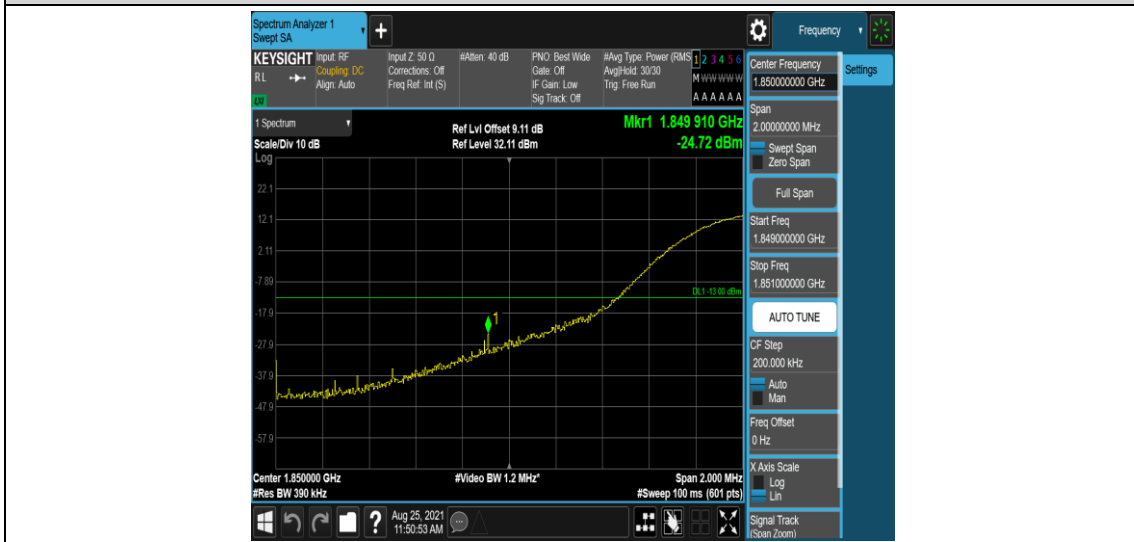 Spectrum Analyzer 1
Swept SA
Frequency
KEYSIGHT
RL
Input: RF
Coupling: DC
Align: Auto
Input Z: 50 Ω
Corrections: Off
Freq Ref: Int (S)
#Atten: 40 dB
PNO: Best Wide
Gate: Off
IF Gain: Low
Sig Track: Off
#Avg Type: Power (RMS
Avg|Hold: 30/30
Trig: Free Run
1 2 3 4 5 6
M W W W W W
A A A A A A
Center Frequency
1.850000000 GHz
Settings
Span
2.00000000 MHz
Swept Span
Zero Span
Full Span
Start Freq
1.849000000 GHz
Stop Freq
1.851000000 GHz
AUTO TUNE
CF Step
200.000 kHz
Auto
Man
Freq Offset
0 Hz
X Axis Scale
Log
Lin
Signal Track
(Span Zoom)
1 Spectrum
Scale/Div 10 dB
Ref Lvl Offset 9.11 dB
Ref Level 32.11 dBm
Mkr1 1.849 910 GHz
-24.72 dBm
Log
22.1
12.1
2.11
-7.89
DL1 -13.00 dBm
-17.9
1
-27.9
-37.9
-47.9
-57.9
Center 1.850000 GHz
#Res BW 390 kHz
#Video BW 1.2 MHz*
Span 2.000 MHz
#Sweep 100 ms (601 pts)
?
Aug 25, 2021
11:50:53 AM